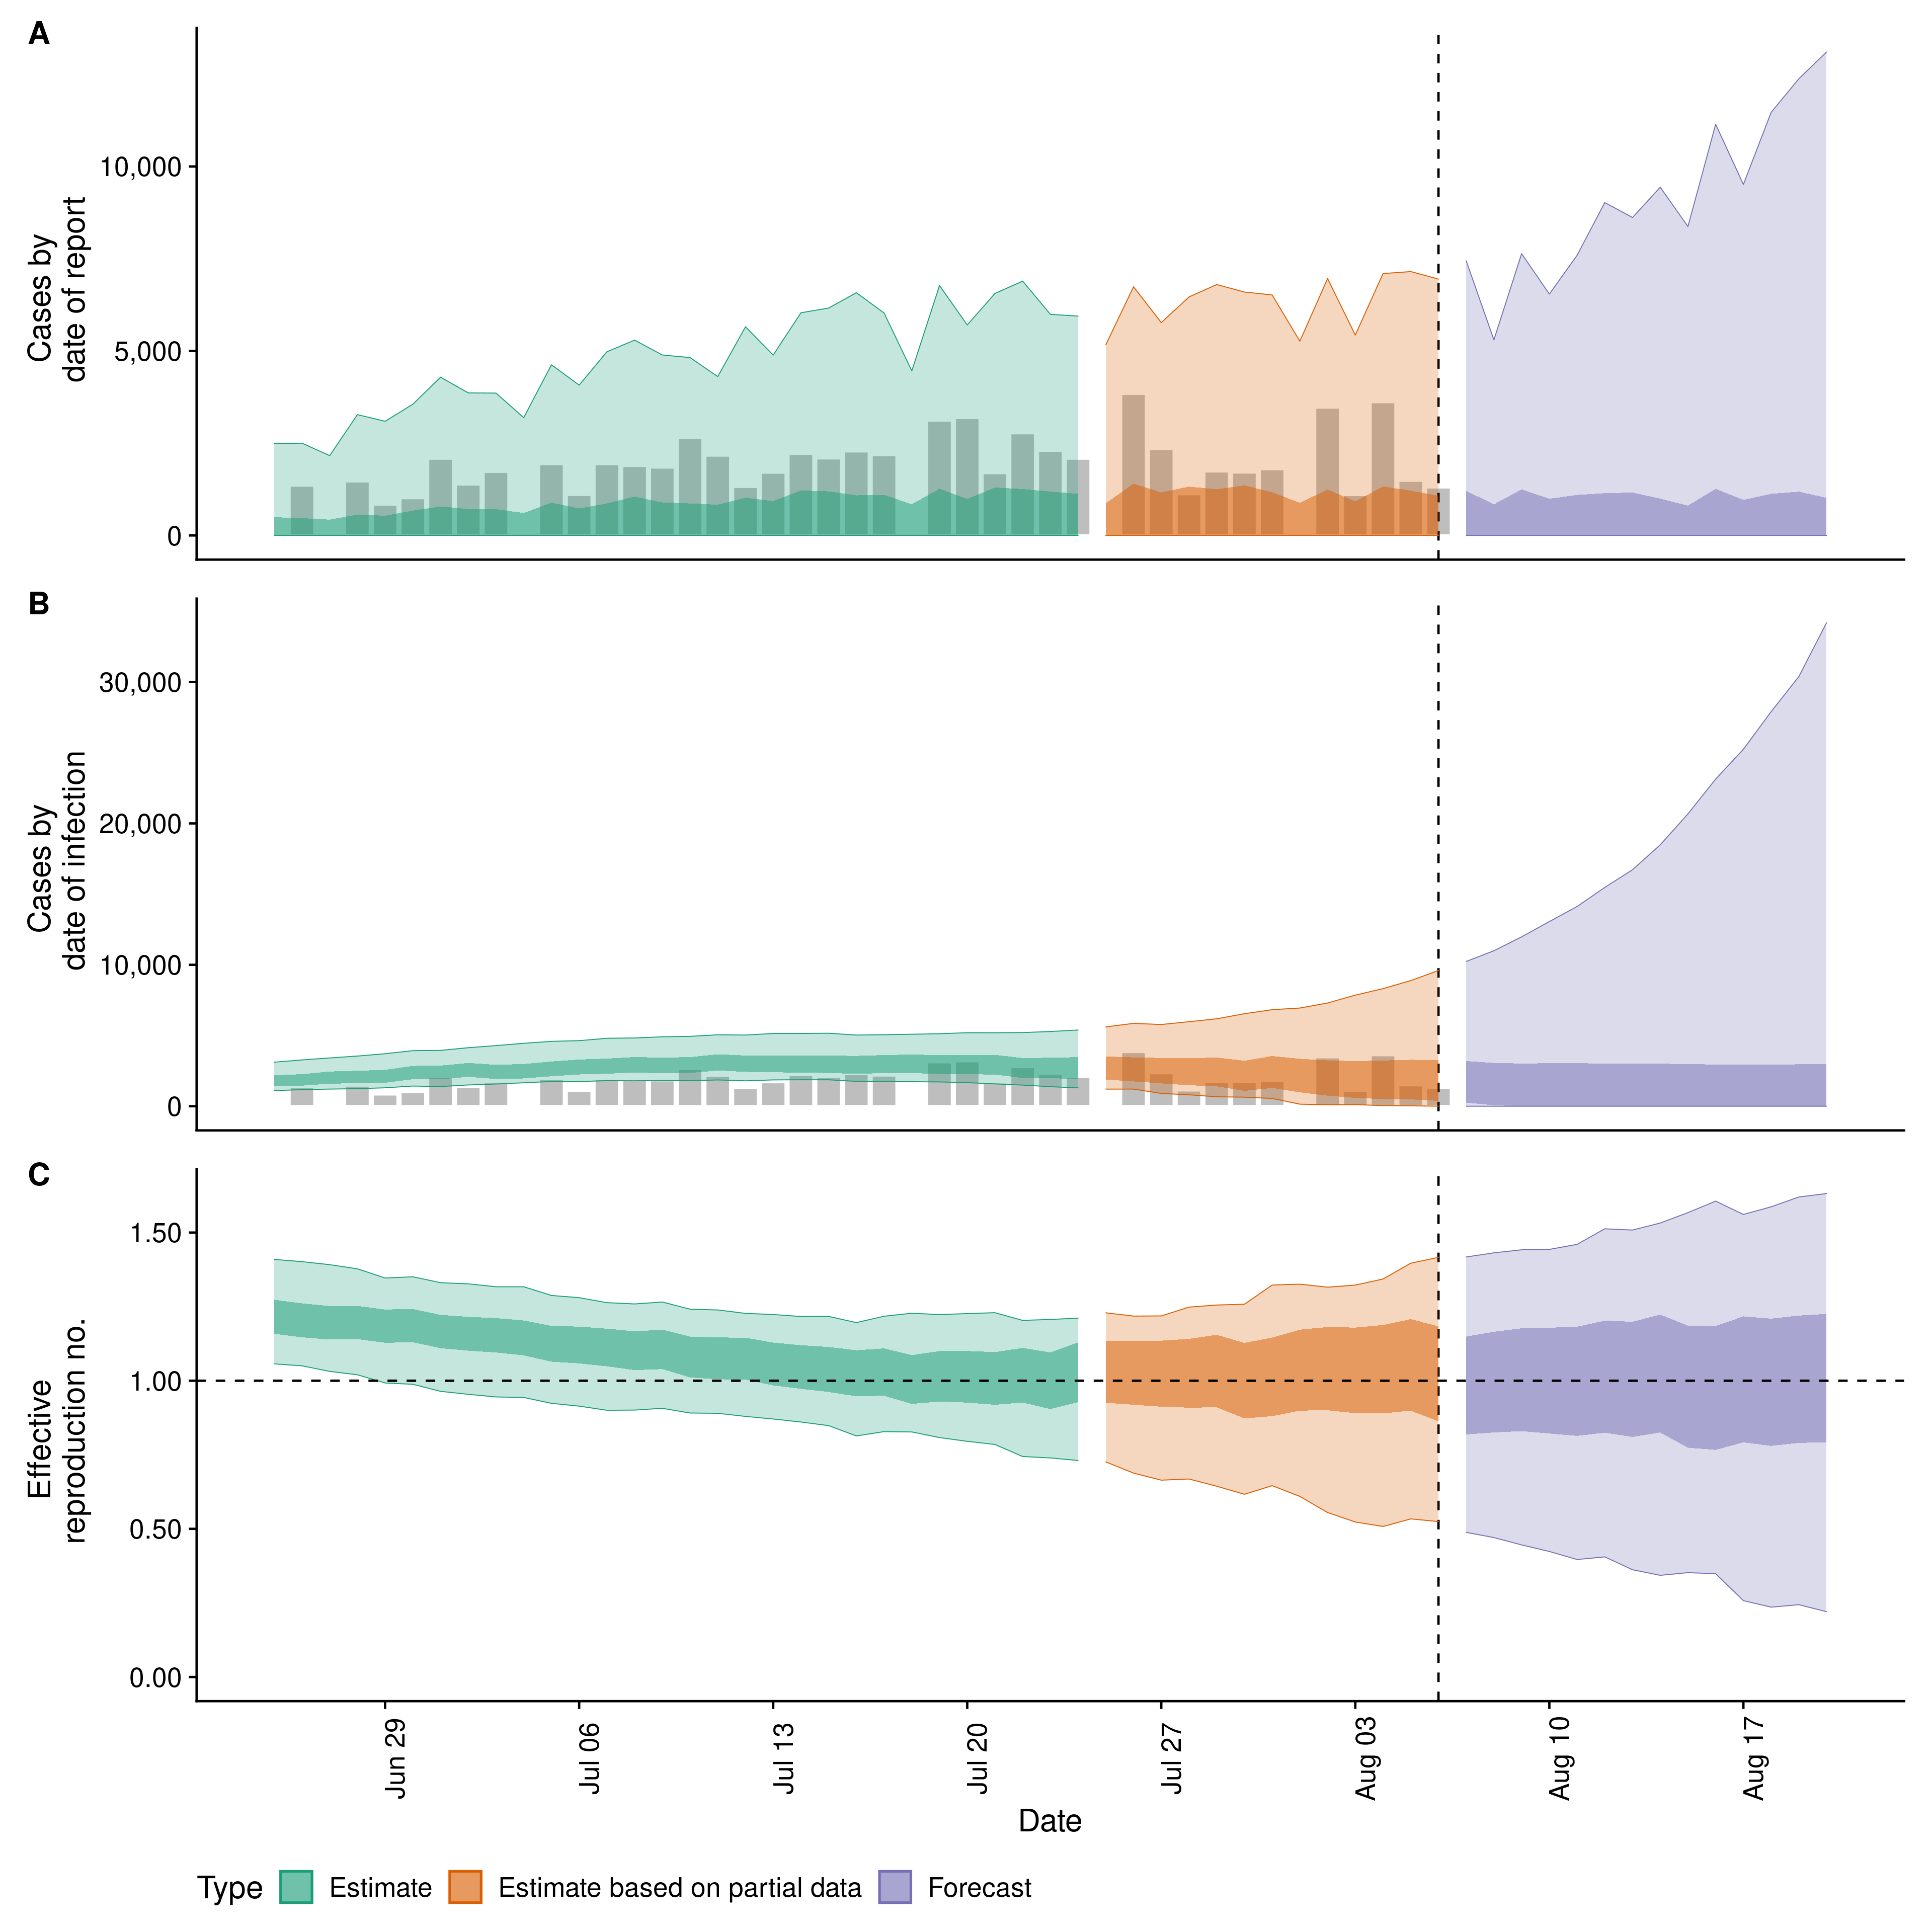 A
Cases by
date of report
10,000
5,000
0
B
Cases by
date of infection
30,000
20,000
10,000
0
C
Effective
reproduction no.
1.50
1.00
0.50
0.00
Jun 29
Jul 06
Jul 13
Jul 20
Jul 27
Aug 03
Aug 10
Aug 17
Date
Type Estimate Estimate based on partial data Forecast